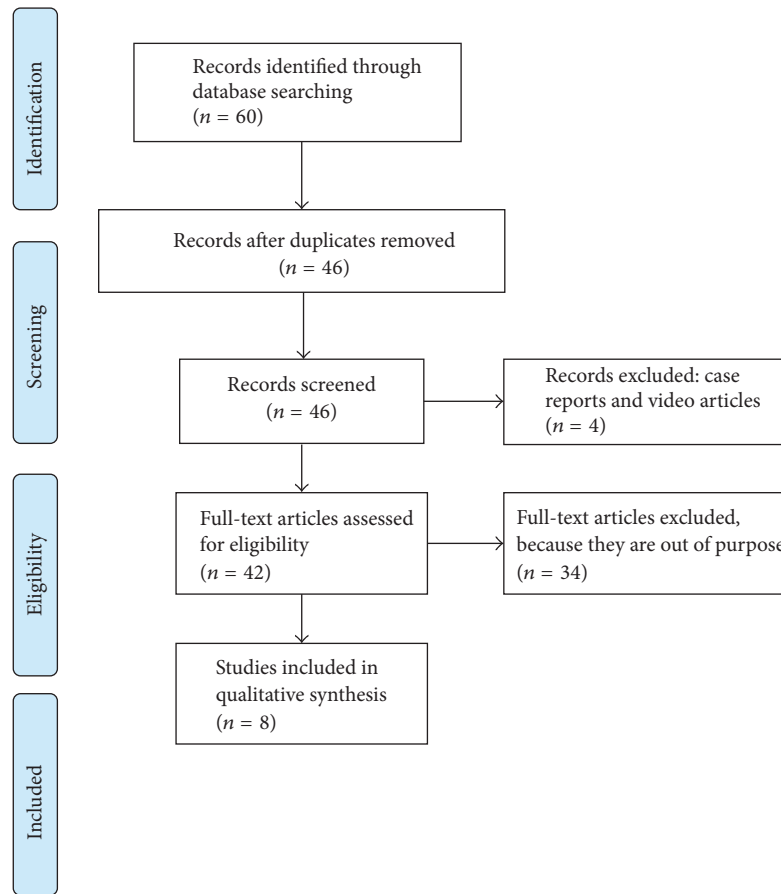 Identification
Records identified through
database searching
(n = 60)
Records after duplicates removed
(n = 46)
Screening
Records screened
(n = 46)
Records excluded: case
reports and video articles
(n = 4)
Eligibility
Full-text articles assessed
for eligibility
(n = 42)
Full-text articles excluded,
because they are out of purpose
(n = 34)
Studies included in
qualitative synthesis
(n = 8)
Included